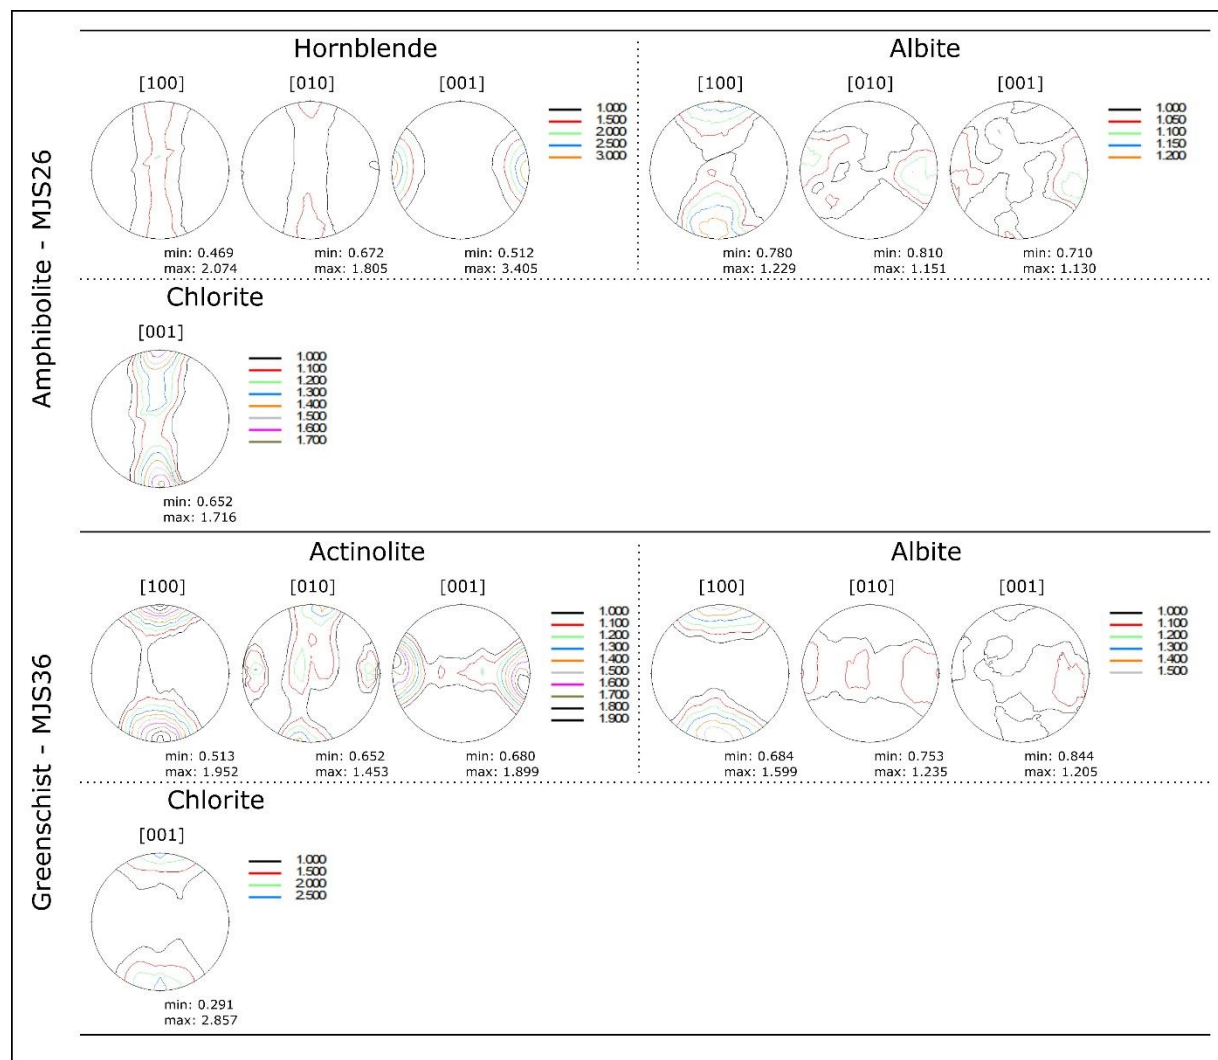 Amphibolite - MJS26
Hornblende
[100] [010] [001]
1.000
1.500
2.000
2.500
3.000
min: 0.469
max: 2.074
min: 0.672
max: 1.805
min: 0.512
max: 3.405
Albite
[100] [010] [001]
1.000
1.050
1.100
1.150
1.200
min: 0.780
max: 1.229
min: 0.810
max: 1.151
min: 0.710
max: 1.130
Chlorite
[001]
1.000
1.100
1.200
1.300
1.400
1.500
1.600
1.700
min: 0.652
max: 1.716
Greenschist - MJS36
Actinolite
[100] [010] [001]
1.000
1.100
1.200
1.300
1.400
1.500
1.600
1.700
1.800
1.900
min: 0.513
max: 1.952
min: 0.652
max: 1.453
min: 0.680
max: 1.899
Albite
[100] [010] [001]
1.000
1.100
1.200
1.300
1.400
1.500
min: 0.684
max: 1.599
min: 0.753
max: 1.235
min: 0.844
max: 1.205
Chlorite
[001]
1.000
1.500
2.000
2.500
min: 0.291
max: 2.857